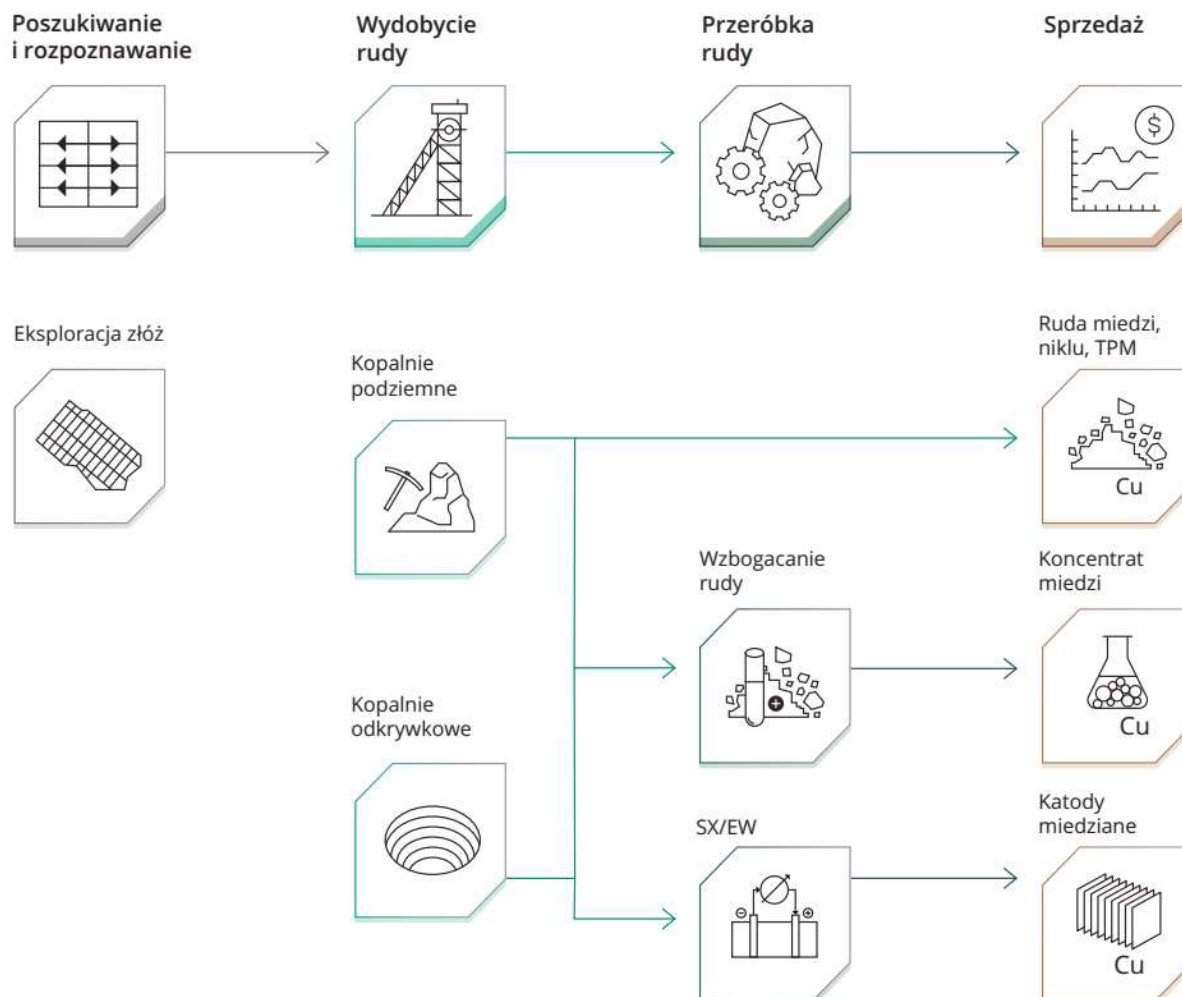 Poszukiwanie
i rozpoznawanie
Wydobycie
rudy
Przeróbka
rudy
Sprzedaż
$
Eksploracja złóż
Kopalnie
podziemne
Ruda miedzi,
niklu, TPM
Cu
Wzbogacanie
rudy
Koncentrat
miedzi
Cu
Kopalnie
odkrywkowe
SX/EW
Katody
miedziane
Cu